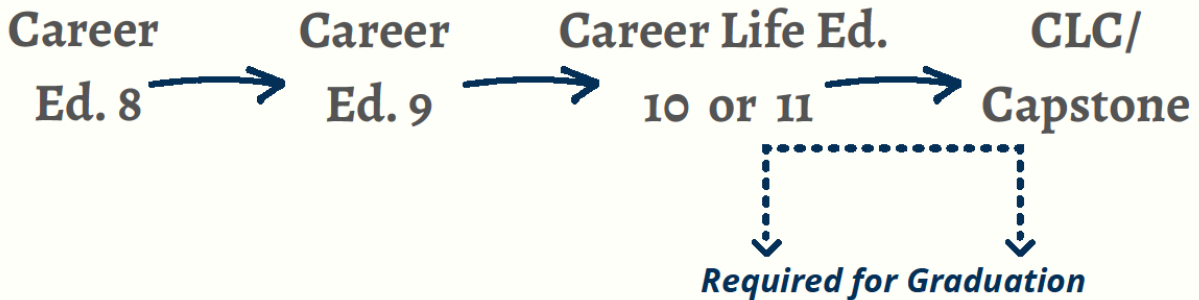 Career
Ed. 8
Career
Ed. 9
Career Life Ed.
10 or 11
CLC/
Capstone
Required for Graduation